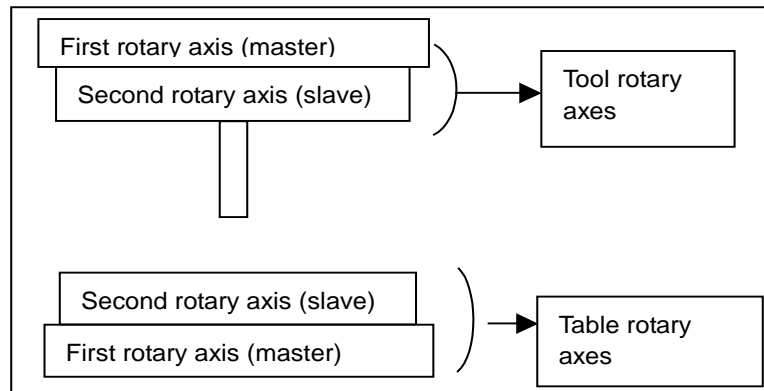 First rotary axis (master)
Second rotary axis (slave)
Tool rotary
axes
Second rotary axis (slave)
First rotary axis (master)
Table rotary
axes